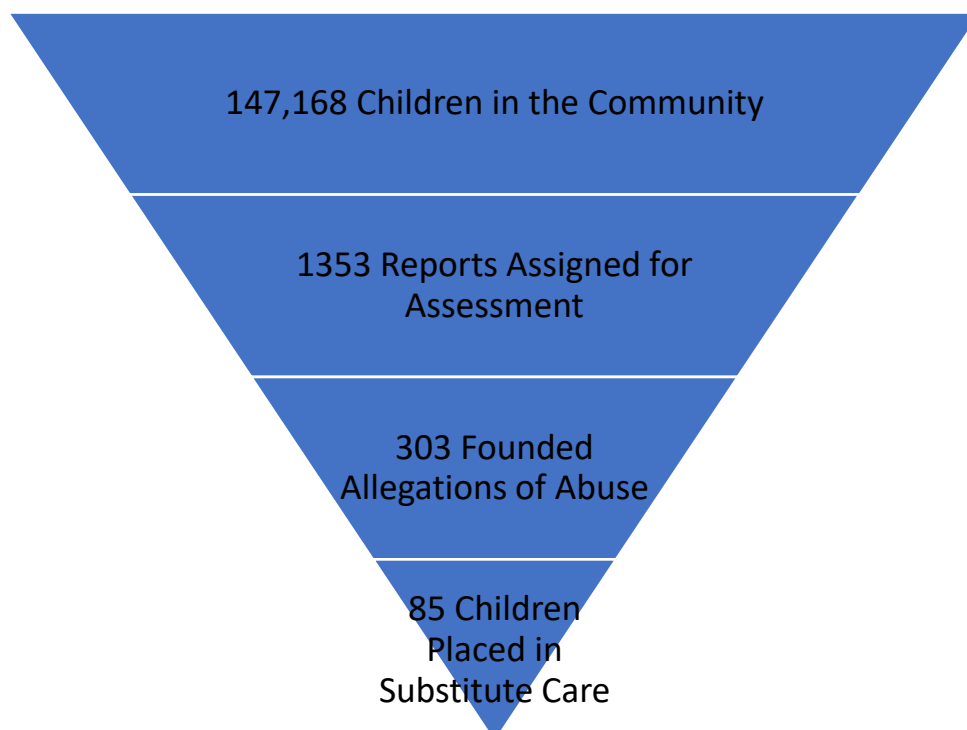 147,168 Children in the Community
1353 Reports Assigned for
Assessment
303 Founded
Allegations of Abuse
85 Children
Placed in
Substitute Care